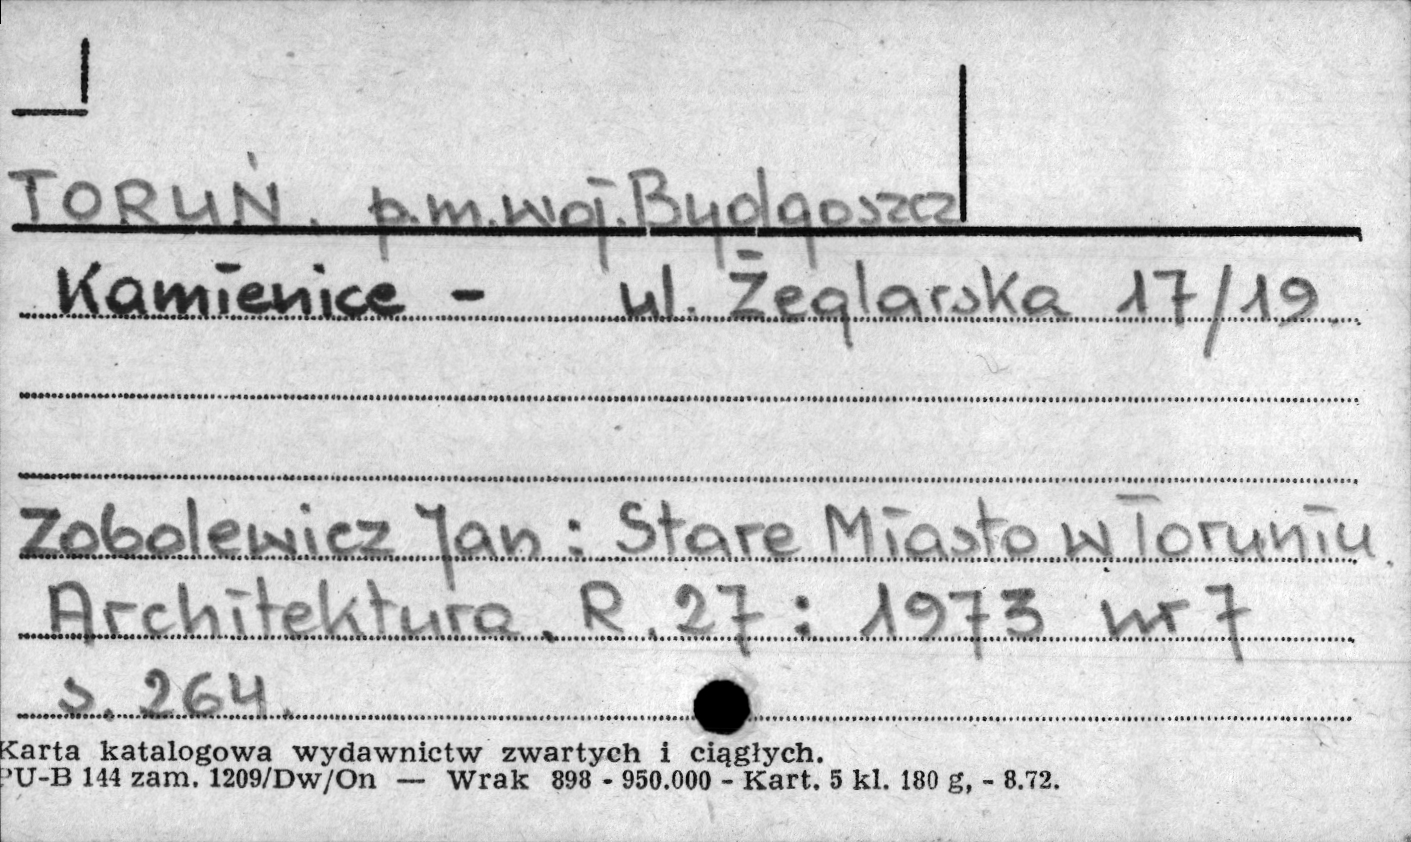 TORUŃ. p.m. woj. Bydgoszcz
Kamienice - ul. Żeglarska 17/19
Zobolewicz Jan: Stare Miasto w Toruniu.
Architektura. R. 27: 1973 nr 7
s. 264.
Karta katalogowa wydawnictw zwartych i ciągłych.
PU-B 144 zam. 1209/Dw/On — Wrak 898 - 950.000 - Kart. 5 kl. 180 g, - 8.72.